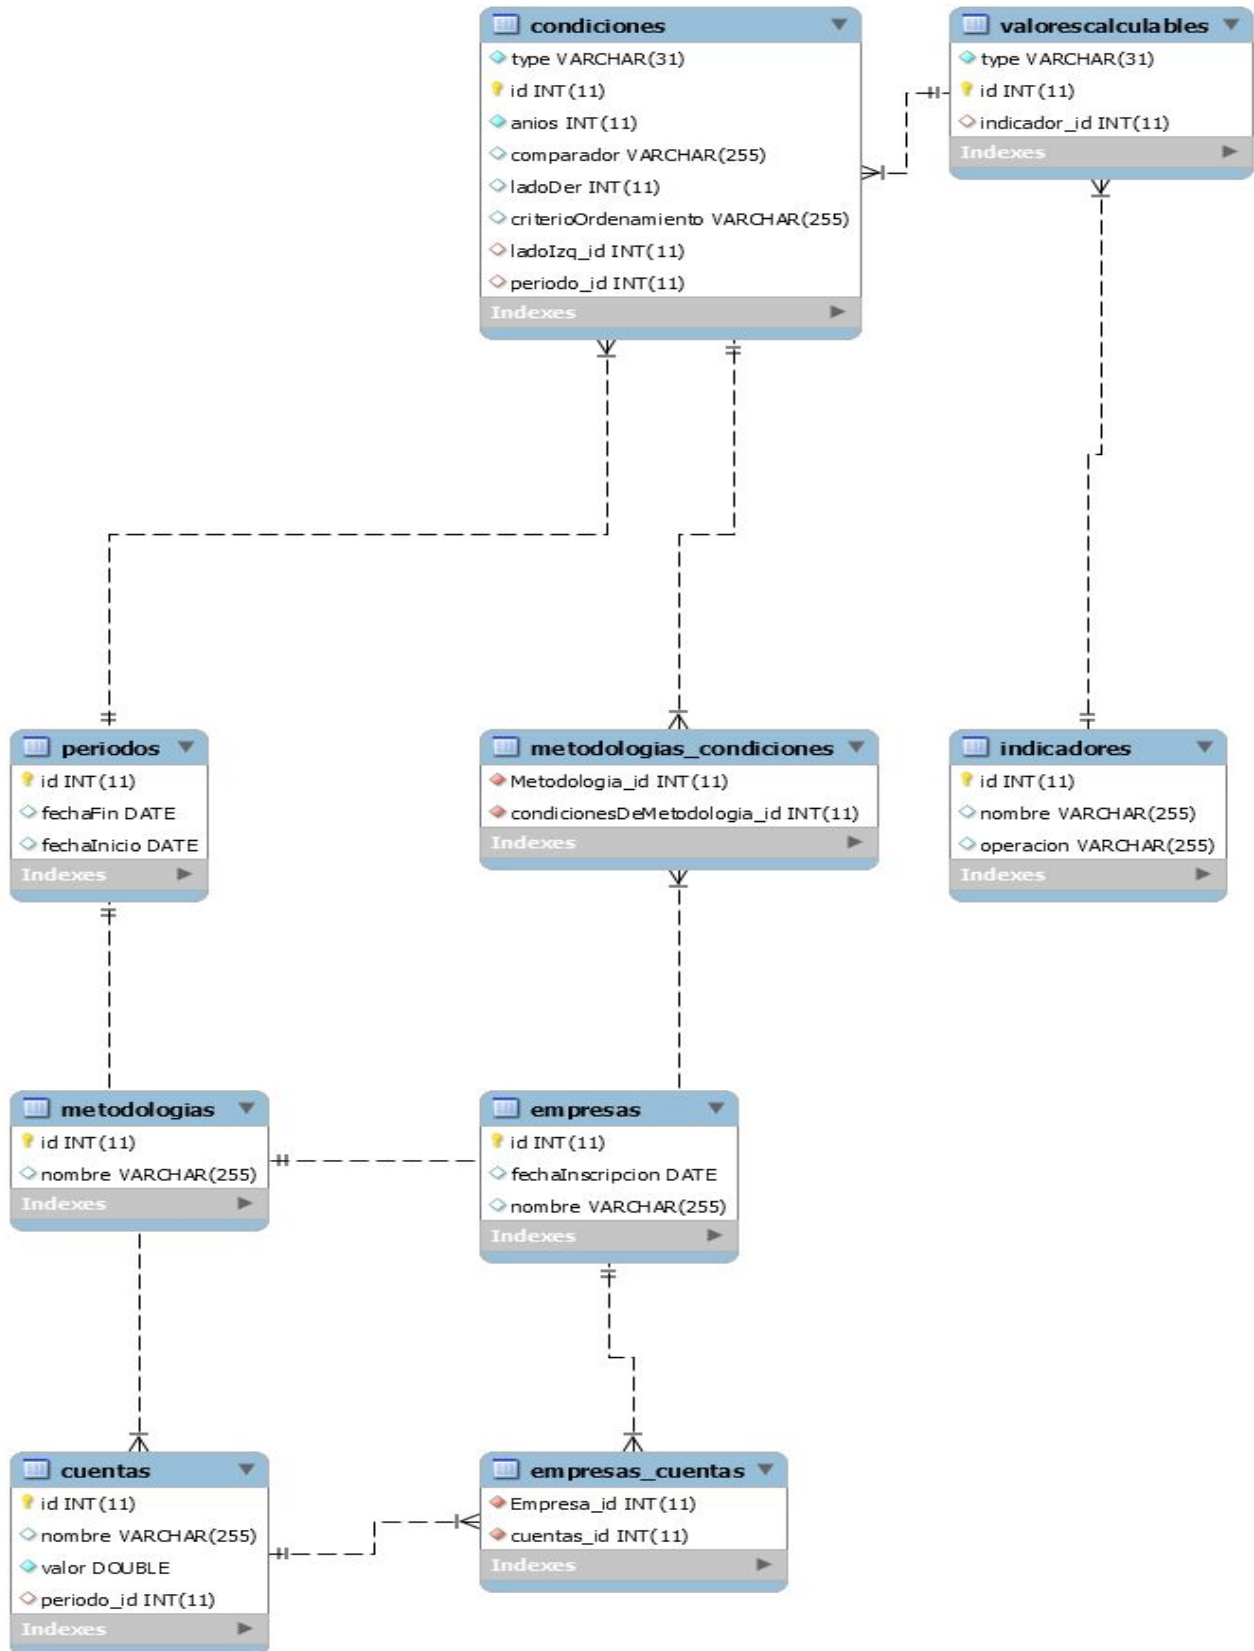 condiciones
type VARCHAR(31)
id INT(11)
anios INT(11)
comparador VARCHAR(255)
ladoDer INT(11)
criterioOrdenamiento VARCHAR(255)
ladoIzq_id INT(11)
periodo_id INT(11)
Indexes
valorescalculables
type VARCHAR(31)
id INT(11)
indicador_id INT(11)
Indexes
periodos
id INT(11)
fechaFin DATE
fechaInicio DATE
Indexes
metodologias_condiciones
Metodologia_id INT(11)
condicionesDeMetodologia_id INT(11)
Indexes
indicadores
id INT(11)
nombre VARCHAR(255)
operacion VARCHAR(255)
Indexes
metodologias
id INT(11)
nombre VARCHAR(255)
Indexes
empresas
id INT(11)
fechaInscripcion DATE
nombre VARCHAR(255)
Indexes
cuentas
id INT(11)
nombre VARCHAR(255)
valor DOUBLE
periodo_id INT(11)
Indexes
empresas_cuentas
Empresa_id INT(11)
cuentas_id INT(11)
Indexes